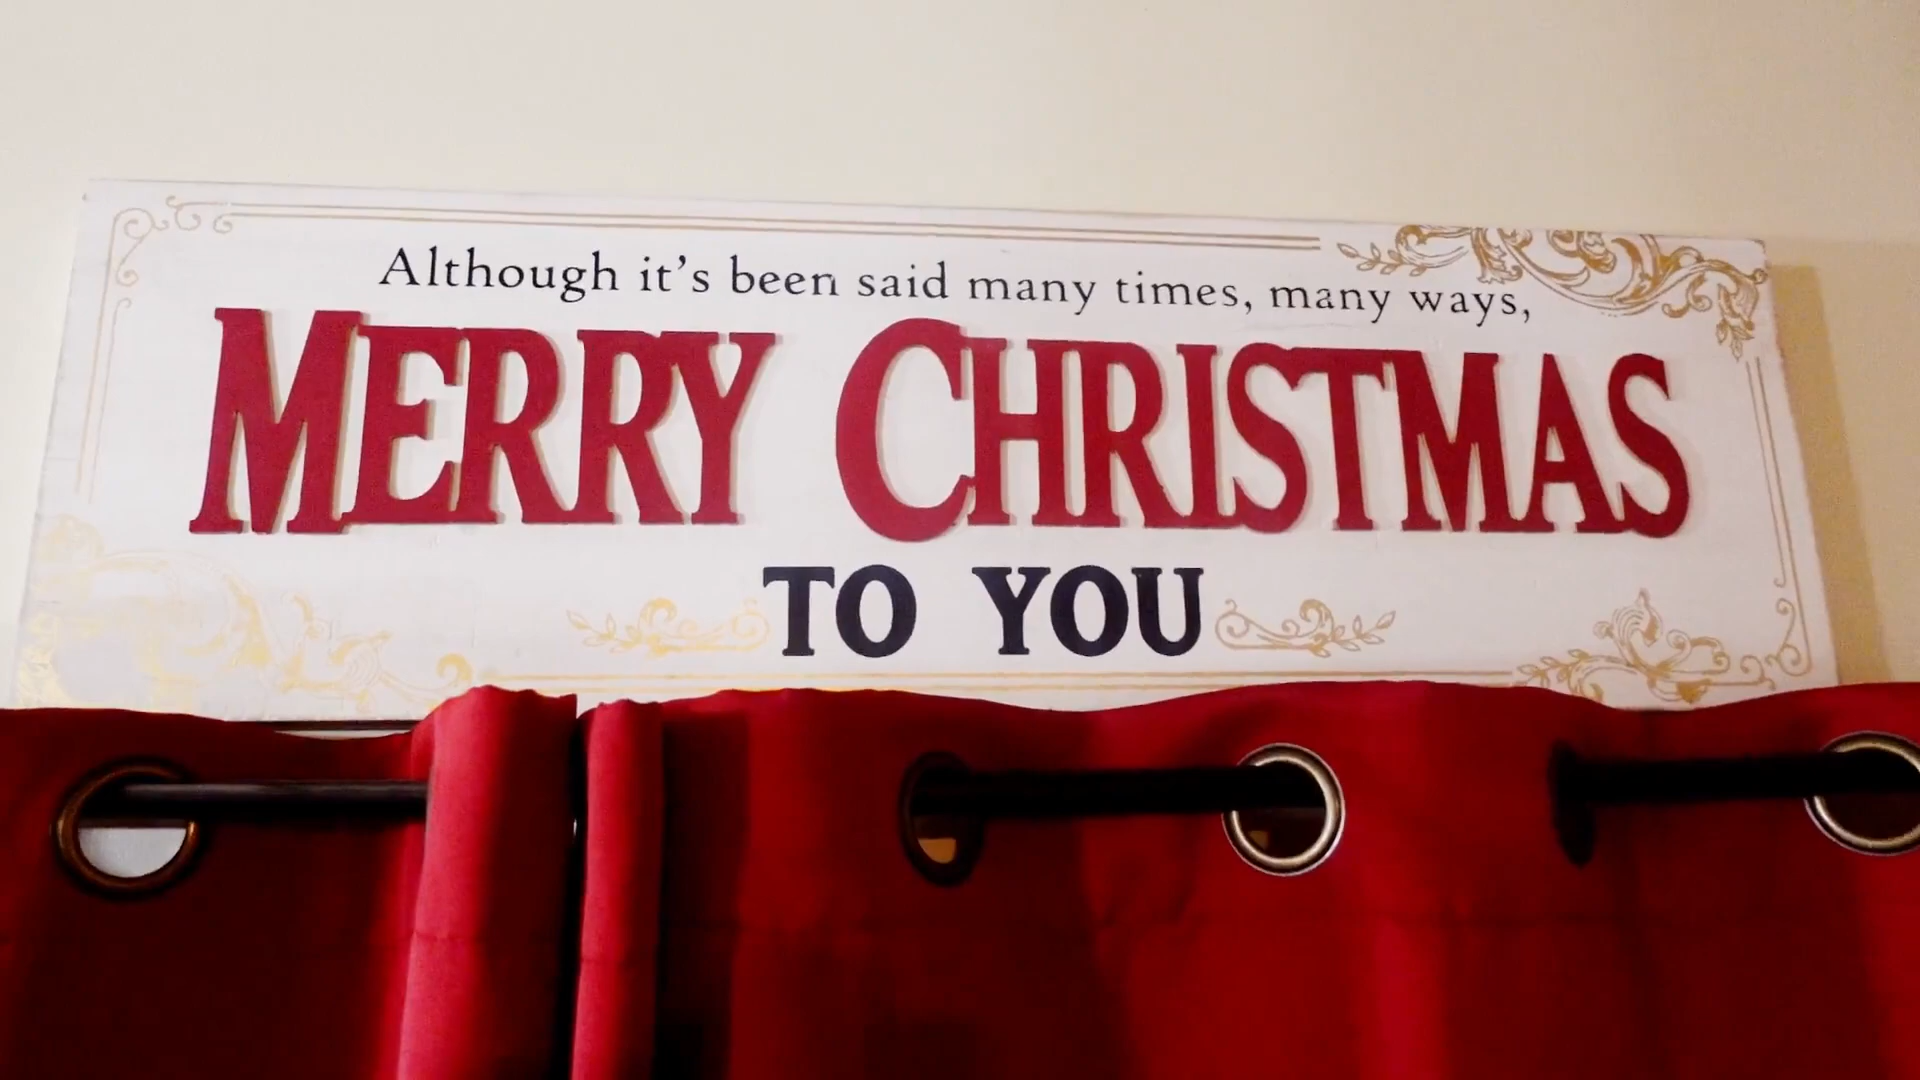 Although it's been said many times, many ways,
MERRY CHRISTMAS
TO YOU